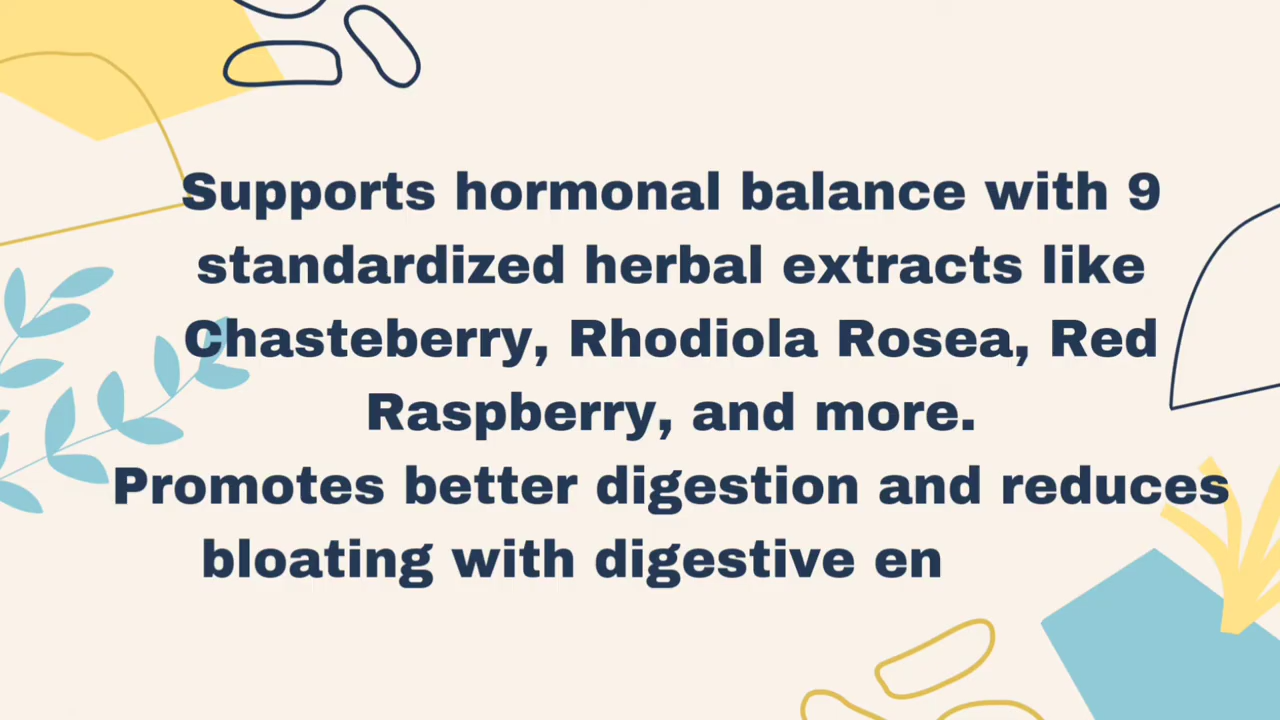 Supports hormonal balance with 9
standardized herbal extracts like
Chasteberry, Rhodiola Rosea, Red
Raspberry, and more.
Promotes better digestion and reduces
bloating with digestive en